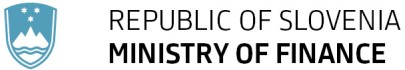 REPUBLIC OF SLOVENIA
MINISTRY OF FINANCE